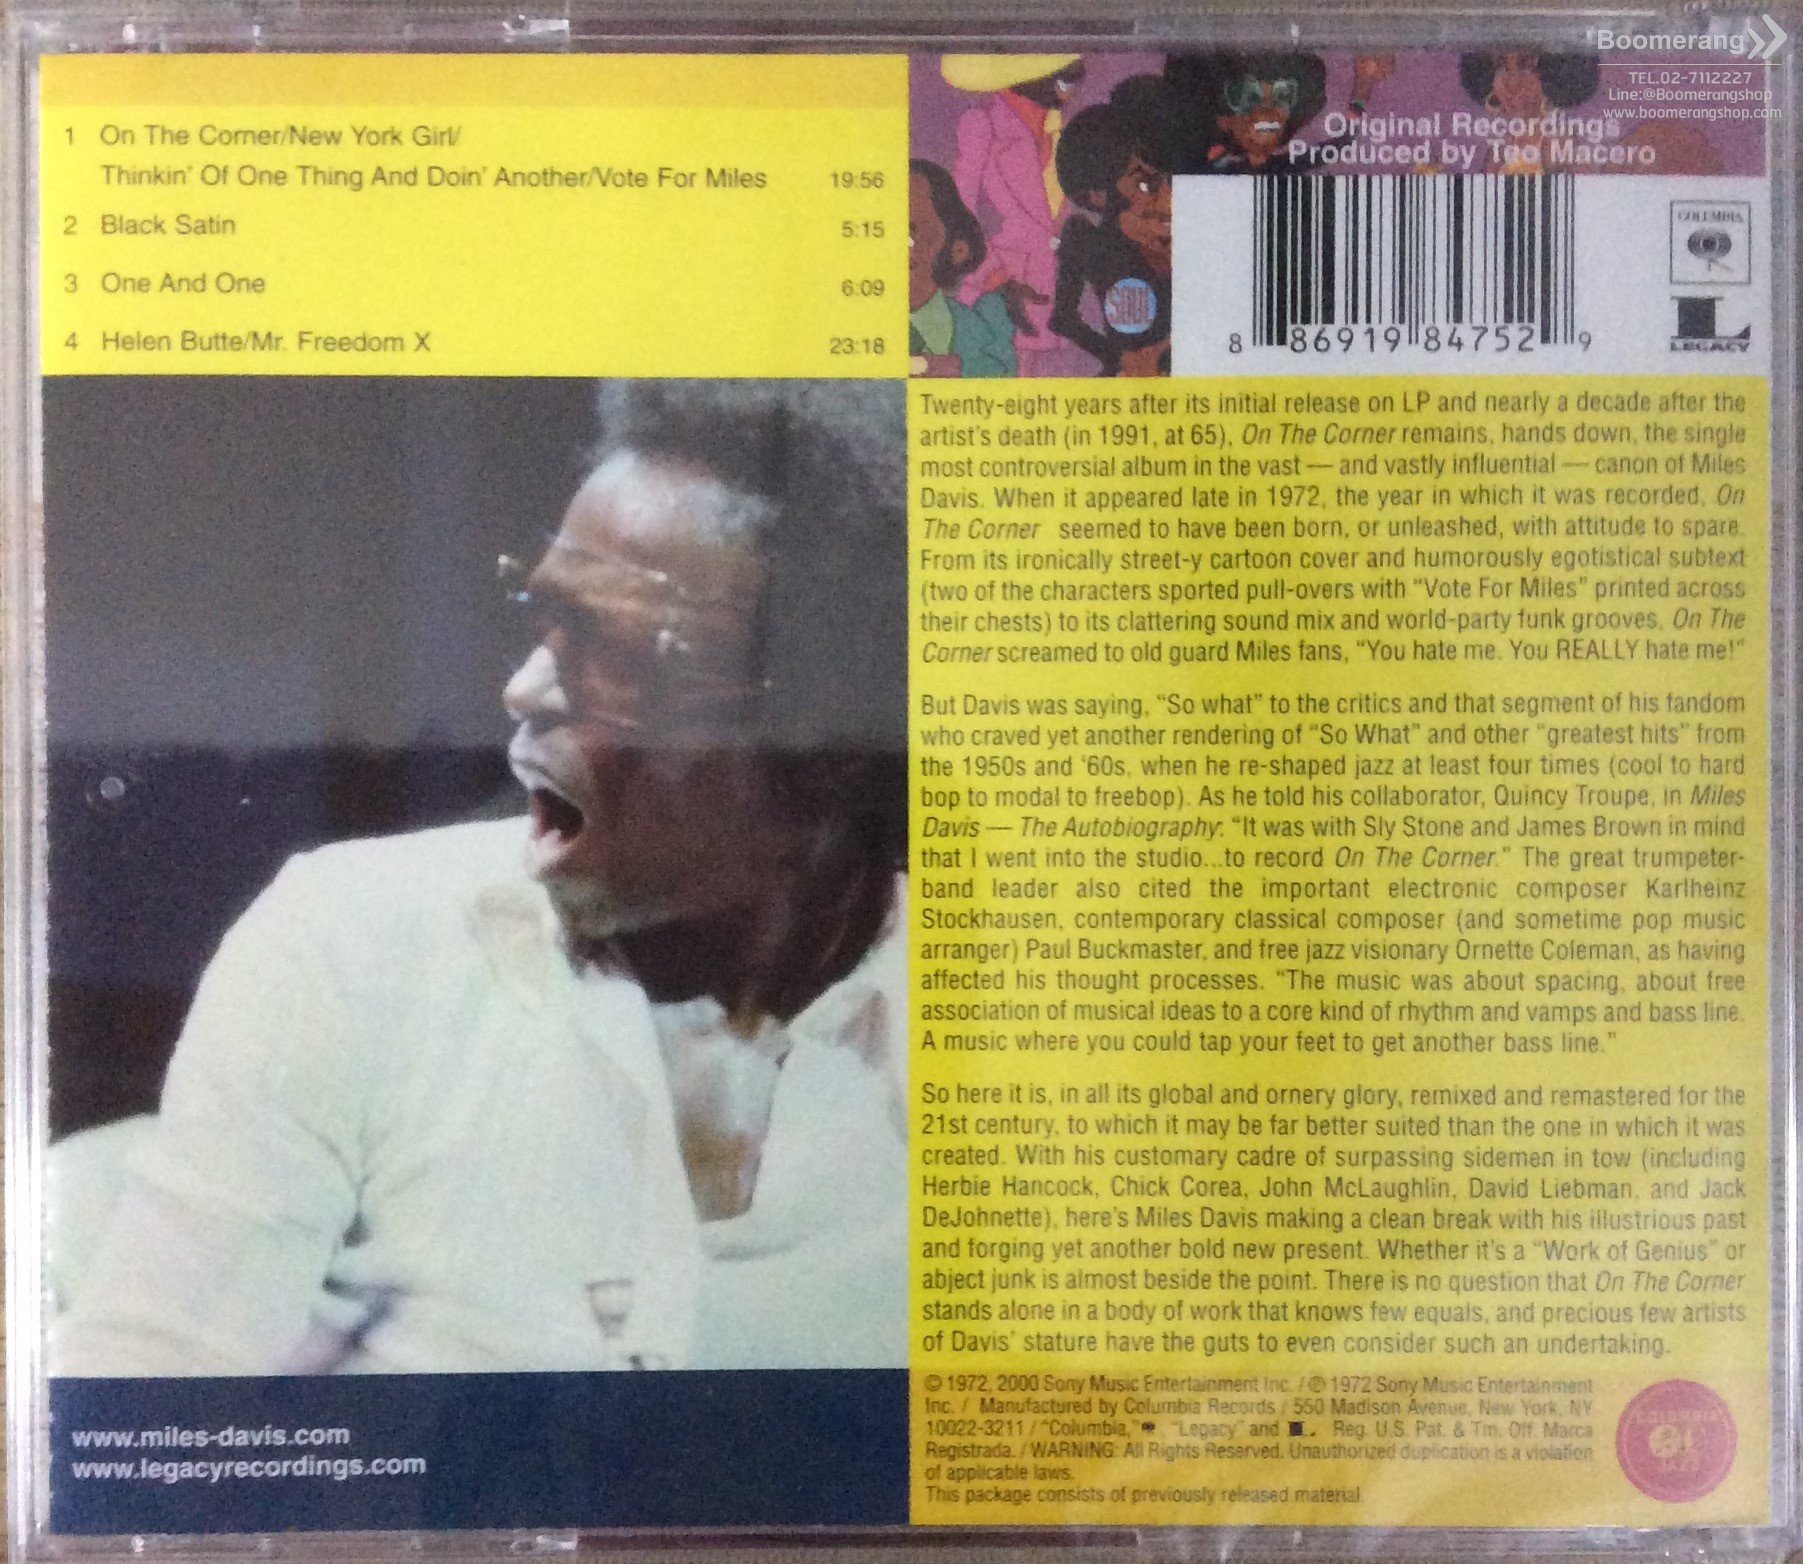 Boomerang
TEL.02-7112227
Line:@Boomerangshop
www.boomerangshop.com
1 On The Corner/New York Girl/
Thinkin' Of One Thing And Doin' Another/Vote For Miles 19:56
2 Black Satin 5:15
3 One And One 6:09
4 Helen Butte/Mr. Freedom X 23:18
Original Recordings
Produced by Teo Macero
SOUL
8 86919 84752 9
COLUMBIA
L
LEGACY
Twenty-eight years after its initial release on LP and nearly a decade after the
artist's death (in 1991, at 65), On The Corner remains, hands down, the single
most controversial album in the vast — and vastly influential — canon of Miles
Davis. When it appeared late in 1972, the year in which it was recorded, On
The Corner seemed to have been born, or unleashed, with attitude to spare.
From its ironically street-y cartoon cover and humorously egotistical subtext
(two of the characters sported pull-overs with "Vote For Miles" printed across
their chests) to its clattering sound mix and world-party funk grooves, On The
Corner screamed to old guard Miles fans, "You hate me. You REALLY hate me!"
But Davis was saying, "So what" to the critics and that segment of his fandom
who craved yet another rendering of "So What" and other "greatest hits" from
the 1950s and '60s, when he re-shaped jazz at least four times (cool to hard
bop to modal to freebop). As he told his collaborator, Quincy Troupe, in Miles
Davis — The Autobiography: "It was with Sly Stone and James Brown in mind
that I went into the studio...to record On The Corner." The great trumpeter-
band leader also cited the important electronic composer Karlheinz
Stockhausen, contemporary classical composer (and sometime pop music
arranger) Paul Buckmaster, and free jazz visionary Ornette Coleman, as having
affected his thought processes. "The music was about spacing, about free
association of musical ideas to a core kind of rhythm and vamps and bass line.
A music where you could tap your feet to get another bass line."
So here it is, in all its global and ornery glory, remixed and remastered for the
21st century, to which it may be far better suited than the one in which it was
created. With his customary cadre of surpassing sidemen in tow (including
Herbie Hancock, Chick Corea, John McLaughlin, David Liebman, and Jack
DeJohnette), here's Miles Davis making a clean break with his illustrious past
and forging yet another bold new present. Whether it's a "Work of Genius" or
abject junk is almost beside the point. There is no question that On The Corner
stands alone in a body of work that knows few equals, and precious few artists
of Davis' stature have the guts to even consider such an undertaking.
© 1972, 2000 Sony Music Entertainment Inc. / ℗ 1972 Sony Music Entertainment
Inc. / Manufactured by Columbia Records / 550 Madison Avenue, New York, NY
10022-3211 / "Columbia," , "Legacy" and L. Reg. U.S. Pat. & Tm. Off. Marca
Registrada. / WARNING: All Rights Reserved. Unauthorized duplication is a violation
of applicable laws.
This package consists of previously released material.
COLUMBIA
www.miles-davis.com
www.legacyrecordings.com